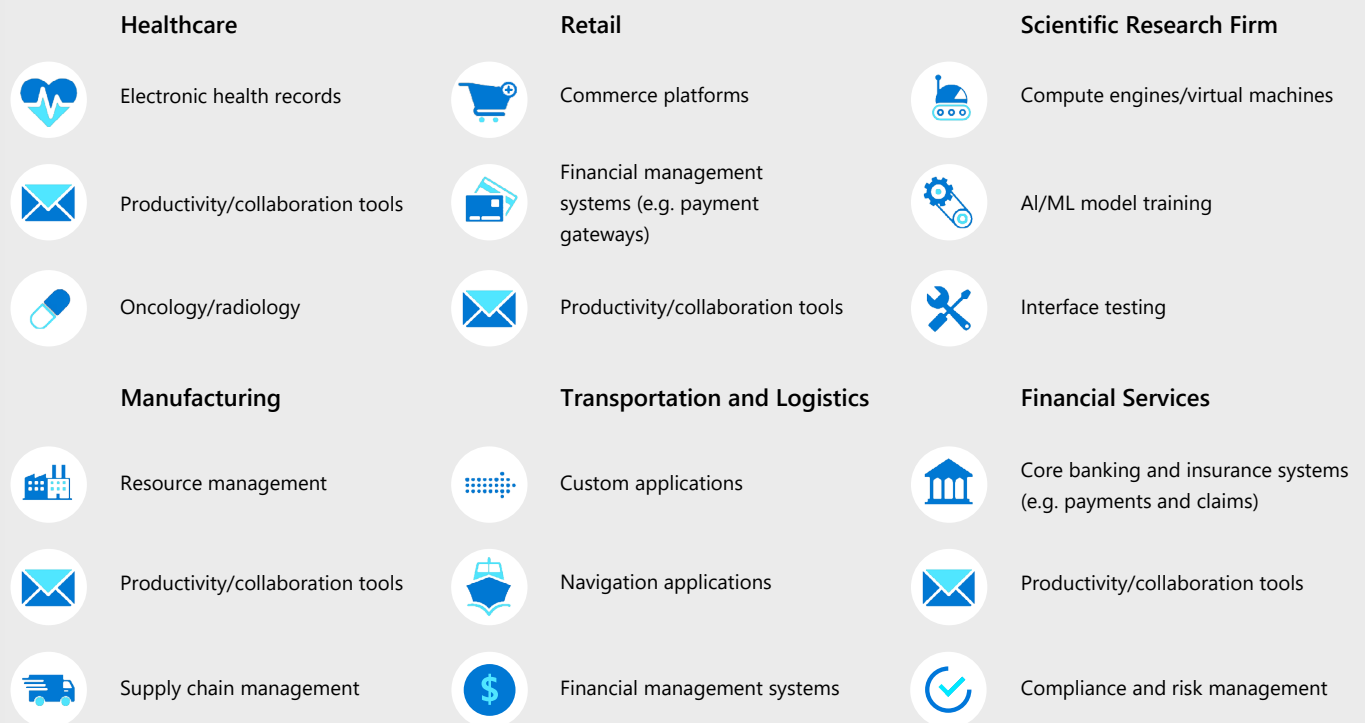 Healthcare
Electronic health records
Productivity/collaboration tools
Oncology/radiology
Retail
Commerce platforms
Financial management
systems (e.g. payment
gateways)
Productivity/collaboration tools
Scientific Research Firm
Compute engines/virtual machines
AI/ML model training
Interface testing
Manufacturing
Resource management
Productivity/collaboration tools
Supply chain management
Transportation and Logistics
Custom applications
Navigation applications
$
Financial management systems
Financial Services
Core banking and insurance systems
(e.g. payments and claims)
Productivity/collaboration tools
Compliance and risk management